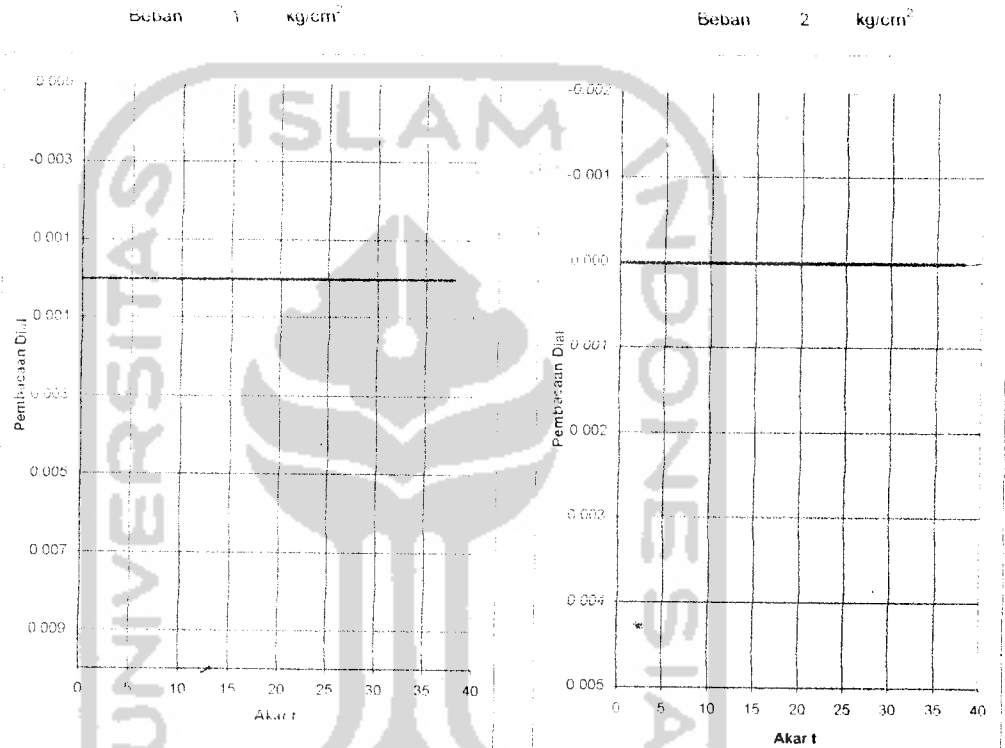 Beban 1 kg/cm²
-0.005
-0.003
0.001
0.001
0.003
0.005
0.007
0.009
0 5 10 15 20 25 30 35 40
Pembacaan Dial
Akar t
Beban 2 kg/cm²
-0.002
-0.001
0.000
0.001
0.002
0.003
0.004
0.005
0 5 10 15 20 25 30 35 40
Pembacaan Dial
Akar t
UNIVERSITAS
ISLAM
INDONESIA